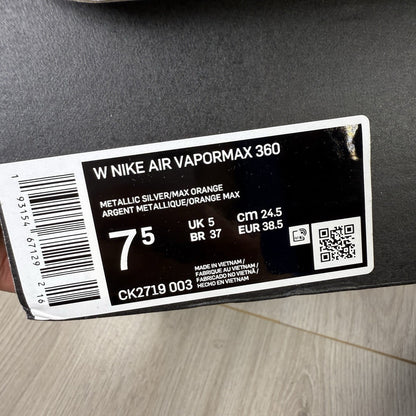 W NIKE AIR VAPORMAX 360
METALLIC SILVER/MAX ORANGE
ARGENT METALLIQUE/ORANGE MAX
7 5
UK 5 cm 24.5
BR 37 EUR 38.5
MADE IN VIETNAM /
FABRIQUE AU VIETNAM /
FABRICADO NO VIETNÃ /
HECHO EN VIETNAM
CK2719 003
1 93154 67129 2 16